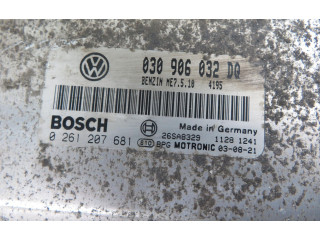 030 906 032 DQ
BENZIN ME7.5.10 4195
BOSCH
Made in Germany
26SA8329 1128 1241
0 261 207 681
BPG MOTRONIC 03-08-21